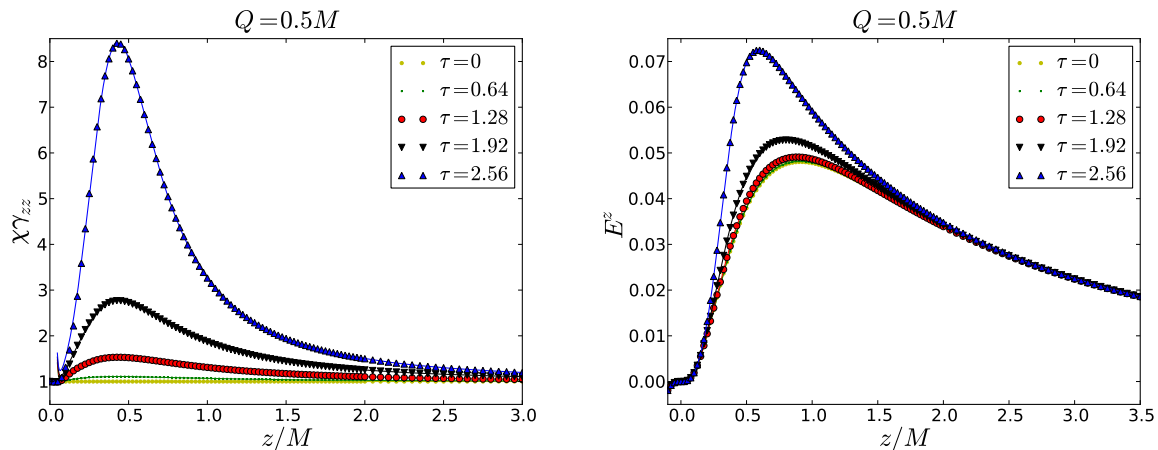 Q = 0.5M
8
7
6
5
4
3
2
1
χγzz
0.0 0.5 1.0 1.5 2.0 2.5 3.0
z/M
τ = 0
τ = 0.64
τ = 1.28
τ = 1.92
τ = 2.56
Q = 0.5M
0.07
0.06
0.05
0.04
0.03
0.02
0.01
0.00
E^z
0.0 0.5 1.0 1.5 2.0 2.5 3.0 3.5
z/M
τ = 0
τ = 0.64
τ = 1.28
τ = 1.92
τ = 2.56